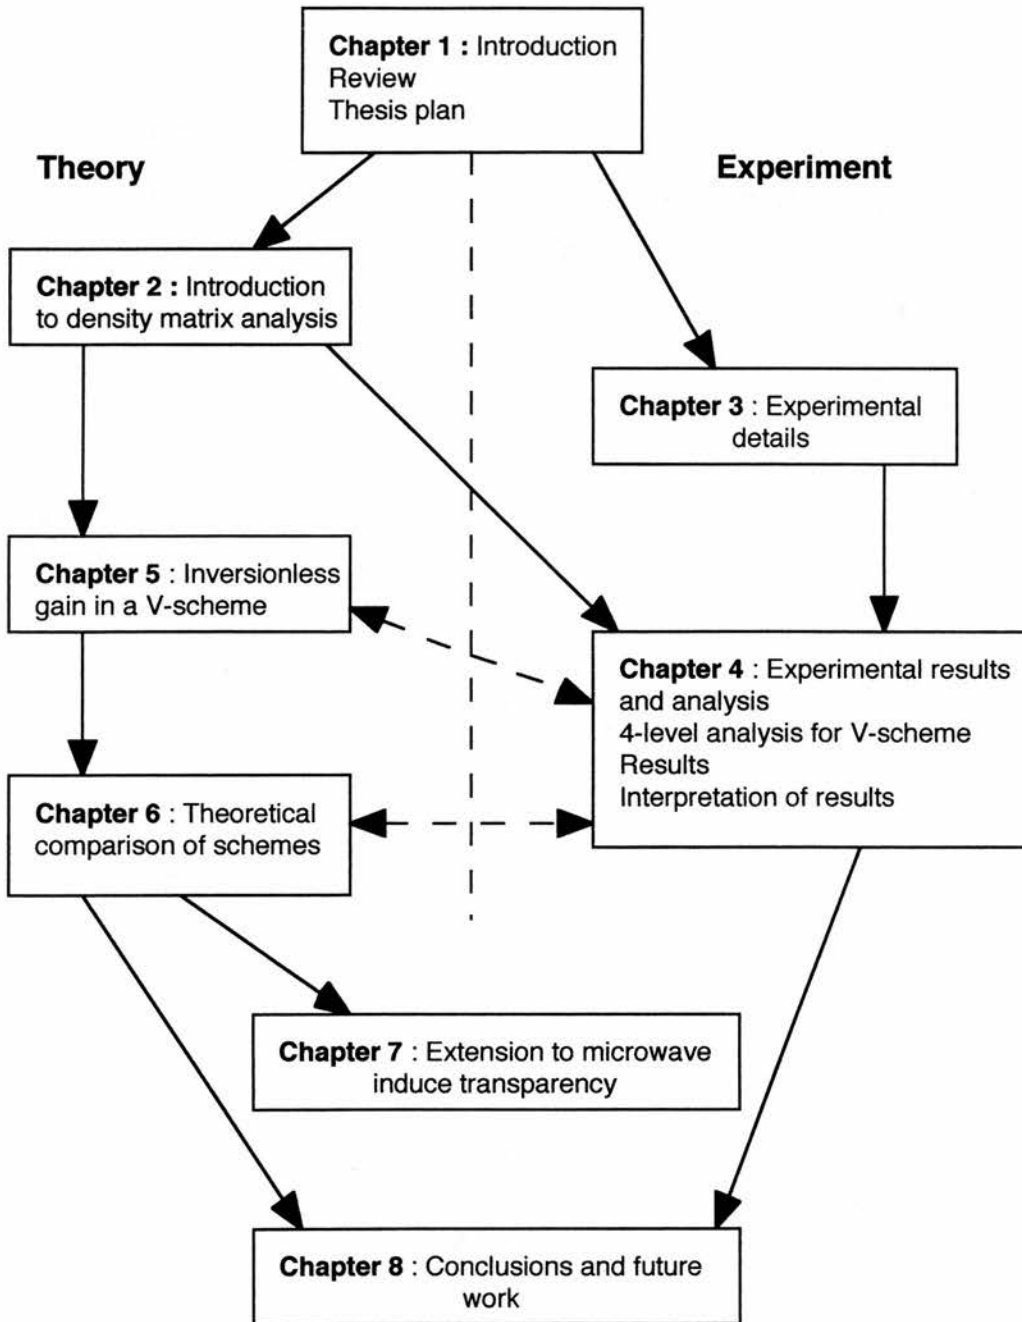 Chapter 1 : Introduction
Review
Thesis plan
Theory
Experiment
Chapter 2 : Introduction
to density matrix analysis
Chapter 3 : Experimental
details
Chapter 5 : Inversionless
gain in a V-scheme
Chapter 4 : Experimental results
and analysis
4-level analysis for V-scheme
Results
Interpretation of results
Chapter 6 : Theoretical
comparison of schemes
Chapter 7 : Extension to microwave
induce transparency
Chapter 8 : Conclusions and future
work